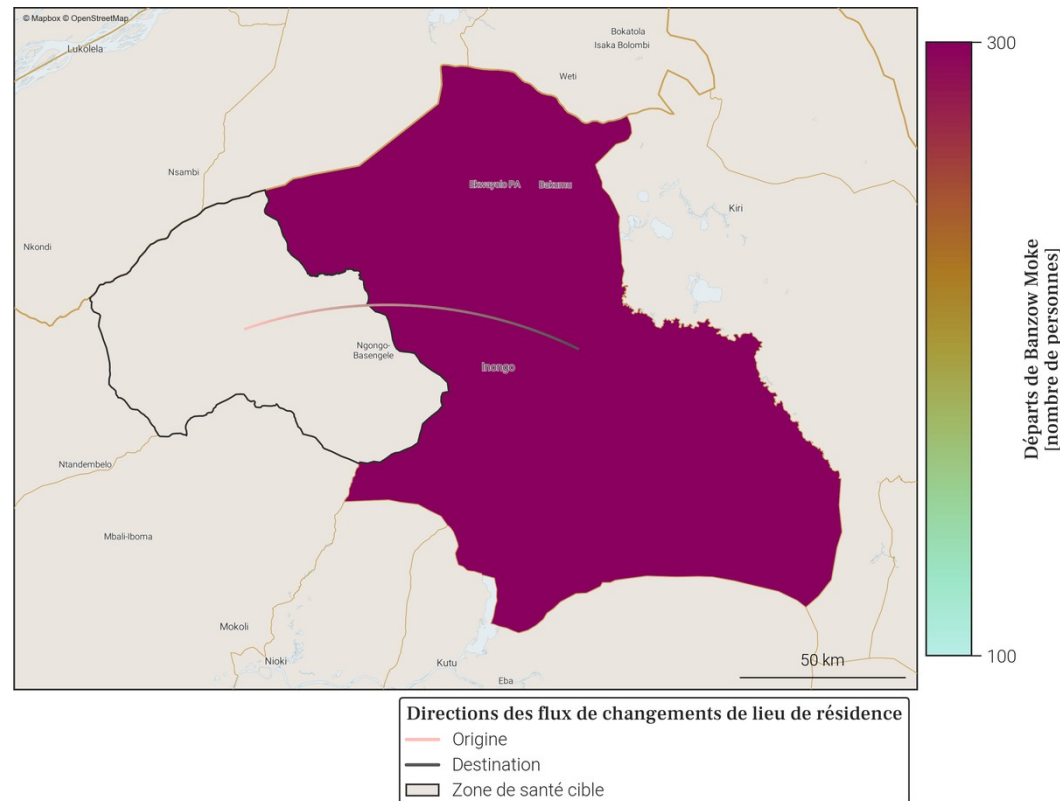 © Mapbox © OpenStreetMap
Lukolela
Bokatola
Isaka Bolombi
Weti
Nsambi
Ekwayolo PA
Bakumu
Kiri
Nkondi
Ngongo-
Basengele
Inongo
Ntandembelo
Mbali-Iboma
Mokoli
Nioki
Kutu
Eba
50 km
300
100
Départs de Banzow Moke
[nombre de personnes]
Directions des flux de changements de lieu de résidence
Origine
Destination
Zone de santé cible